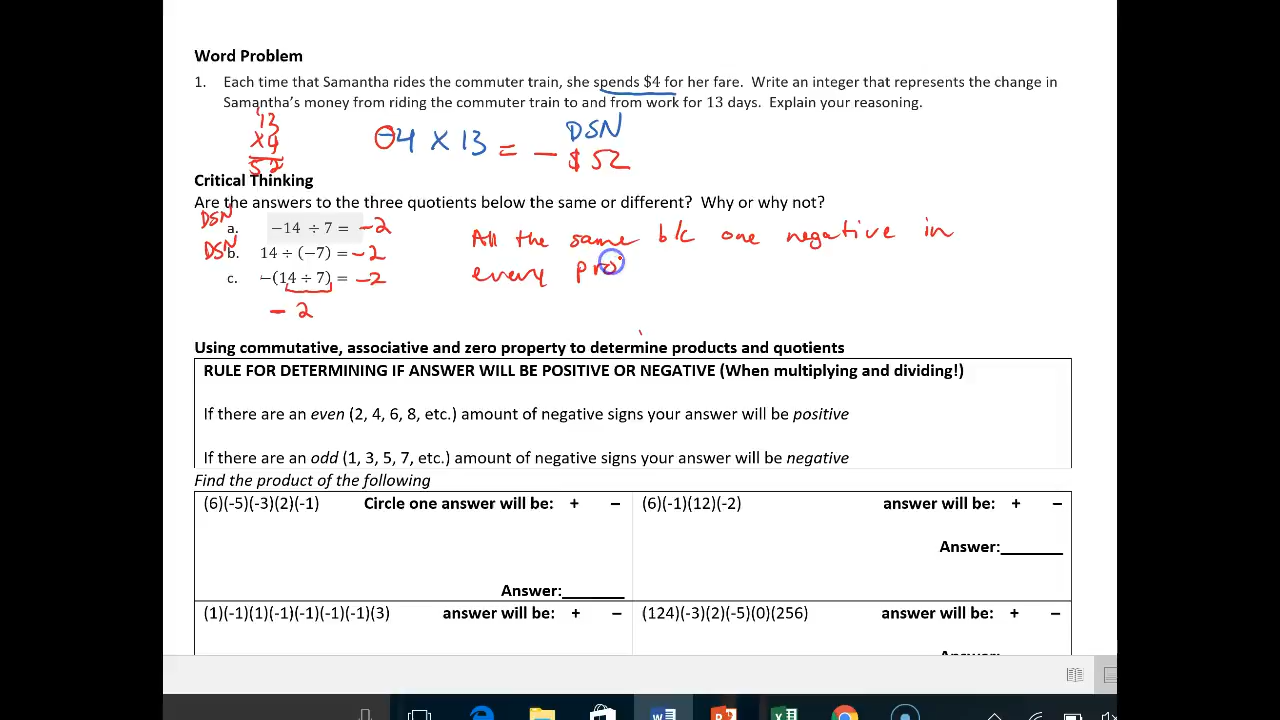 Word Problem
1. Each time that Samantha rides the commuter train, she spends $4 for her fare. Write an integer that represents the change in
Samantha's money from riding the commuter train to and from work for 13 days. Explain your reasoning.
13
×4
52
-4 × 13 = - $52
DSN
Critical Thinking
Are the answers to the three quotients below the same or different? Why or why not?
DSN a. −14 ÷ 7 = -2
DSN b. 14 ÷ (−7) = -2
c. −(14 ÷ 7) = -2
- 2
All the same b/c one negative in
every pro
Using commutative, associative and zero property to determine products and quotients
RULE FOR DETERMINING IF ANSWER WILL BE POSITIVE OR NEGATIVE (When multiplying and dividing!)
If there are an even (2, 4, 6, 8, etc.) amount of negative signs your answer will be positive
If there are an odd (1, 3, 5, 7, etc.) amount of negative signs your answer will be negative
Find the product of the following
(6)(-5)(-3)(2)(-1) Circle one answer will be: + −
Answer:_______
(6)(-1)(12)(-2) answer will be: + −
Answer:_______
(1)(-1)(1)(-1)(-1)(-1)(-1)(3) answer will be: + −
(124)(-3)(2)(-5)(0)(256) answer will be: + −